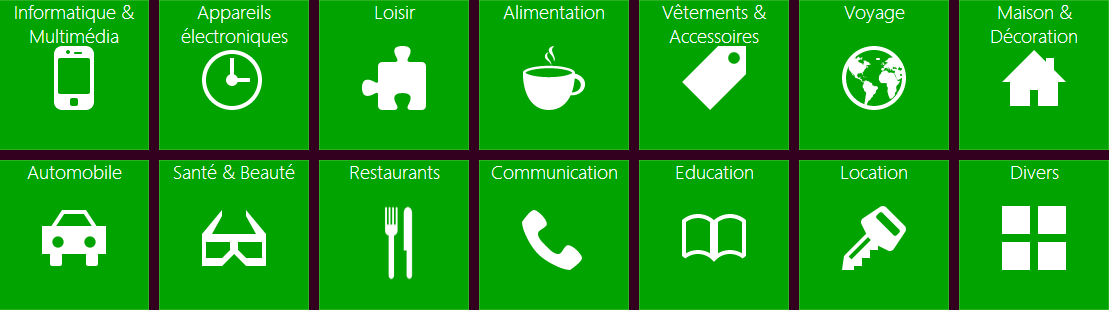 Informatique &
Multimédia
Appareils
électroniques
Loisir
Alimentation
Vêtements &
Accessoires
Voyage
Maison &
Décoration
Automobile
Santé & Beauté
Restaurants
Communication
Education
Location
Divers